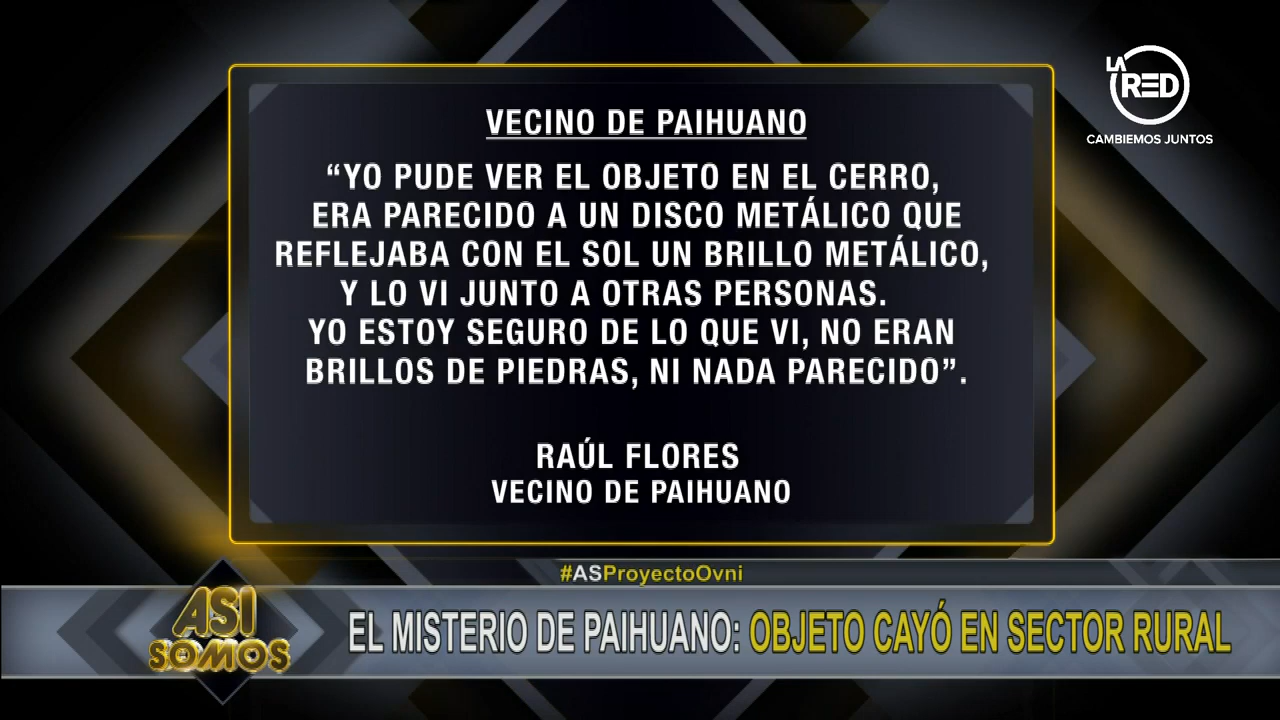 LA
RED
CAMBIEMOS JUNTOS
VECINO DE PAIHUANO
“YO PUDE VER EL OBJETO EN EL CERRO,
ERA PARECIDO A UN DISCO METÁLICO QUE
REFLEJABA CON EL SOL UN BRILLO METÁLICO,
Y LO VI JUNTO A OTRAS PERSONAS.
YO ESTOY SEGURO DE LO QUE VI, NO ERAN
BRILLOS DE PIEDRAS, NI NADA PARECIDO”.
RAÚL FLORES
VECINO DE PAIHUANO
#ASProyectoOvni
ASI
SOMOS
EL MISTERIO DE PAIHUANO: OBJETO CAYÓ EN SECTOR RURAL